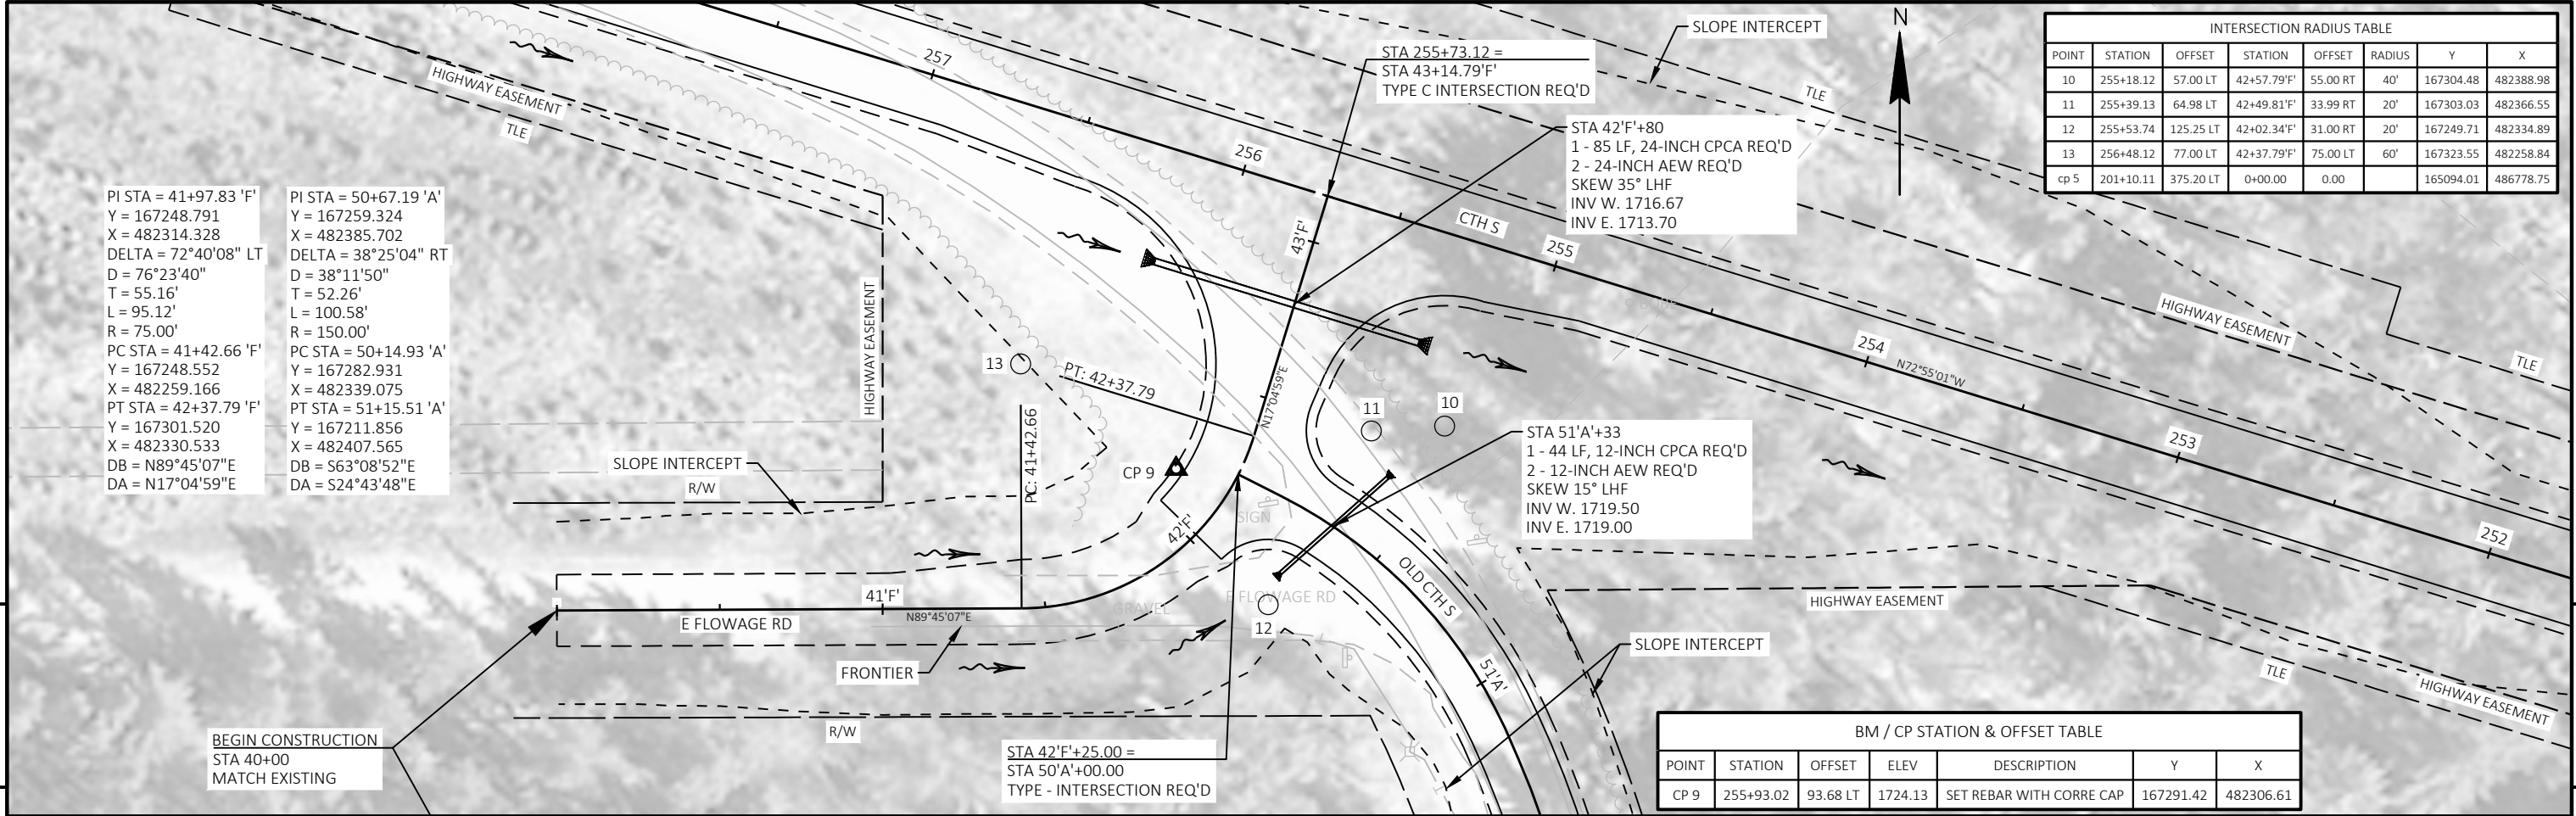 N
INTERSECTION RADIUS TABLE
POINT STATION OFFSET STATION OFFSET RADIUS Y X
10 255+18.12 57.00 LT 42+57.79'F' 55.00 RT 40' 167304.48 482388.98
11 255+39.13 64.98 LT 42+49.81'F' 33.99 RT 20' 167303.03 482366.55
12 255+53.74 125.25 LT 42+02.34'F' 31.00 RT 20' 167249.71 482334.89
13 256+48.12 77.00 LT 42+37.79'F' 75.00 LT 60' 167323.55 482258.84
cp 5 201+10.11 375.20 LT 0+00.00 0.00 165094.01 486778.75
SLOPE INTERCEPT
TLE
STA 255+73.12 =
STA 43+14.79'F'
TYPE C INTERSECTION REQ'D
STA 42'F'+80
1 - 85 LF, 24-INCH CPCA REQ'D
2 - 24-INCH AEW REQ'D
SKEW 35° LHF
INV W. 1716.67
INV E. 1713.70
257
256
CTH S
255
254
N72°55'01"W
253
252
HIGHWAY EASEMENT
TLE
HIGHWAY EASEMENT
TLE
PI STA = 41+97.83 'F'
Y = 167248.791
X = 482314.328
DELTA = 72°40'08" LT
D = 76°23'40"
T = 55.16'
L = 95.12'
R = 75.00'
PC STA = 41+42.66 'F'
Y = 167248.552
X = 482259.166
PT STA = 42+37.79 'F'
Y = 167301.520
X = 482330.533
DB = N89°45'07"E
DA = N17°04'59"E
PI STA = 50+67.19 'A'
Y = 167259.324
X = 482385.702
DELTA = 38°25'04" RT
D = 38°11'50"
T = 52.26'
L = 100.58'
R = 150.00'
PC STA = 50+14.93 'A'
Y = 167282.931
X = 482339.075
PT STA = 51+15.51 'A'
Y = 167211.856
X = 482407.565
DB = S63°08'52"E
DA = S24°43'48"E
HIGHWAY EASEMENT
43'F'
13
PT: 42+37.79
N17°04'59"E
11
10
PC: 41+42.66
CP 9
SLOPE INTERCEPT
R/W
STA 51'A'+33
1 - 44 LF, 12-INCH CPCA REQ'D
2 - 12-INCH AEW REQ'D
SKEW 15° LHF
INV W. 1719.50
INV E. 1719.00
SIGN
42'F'
OLD CTH S
41'F'
E FLOWAGE RD
N89°45'07"E
GRAVEL
E FLOWAGE RD
12
FRONTIER
51'A'
HIGHWAY EASEMENT
SLOPE INTERCEPT
TLE
HIGHWAY EASEMENT
R/W
BEGIN CONSTRUCTION
STA 40+00
MATCH EXISTING
STA 42'F'+25.00 =
STA 50'A'+00.00
TYPE - INTERSECTION REQ'D
BM / CP STATION & OFFSET TABLE
POINT STATION OFFSET ELEV DESCRIPTION Y X
CP 9 255+93.02 93.68 LT 1724.13 SET REBAR WITH CORRE CAP 167291.42 482306.61